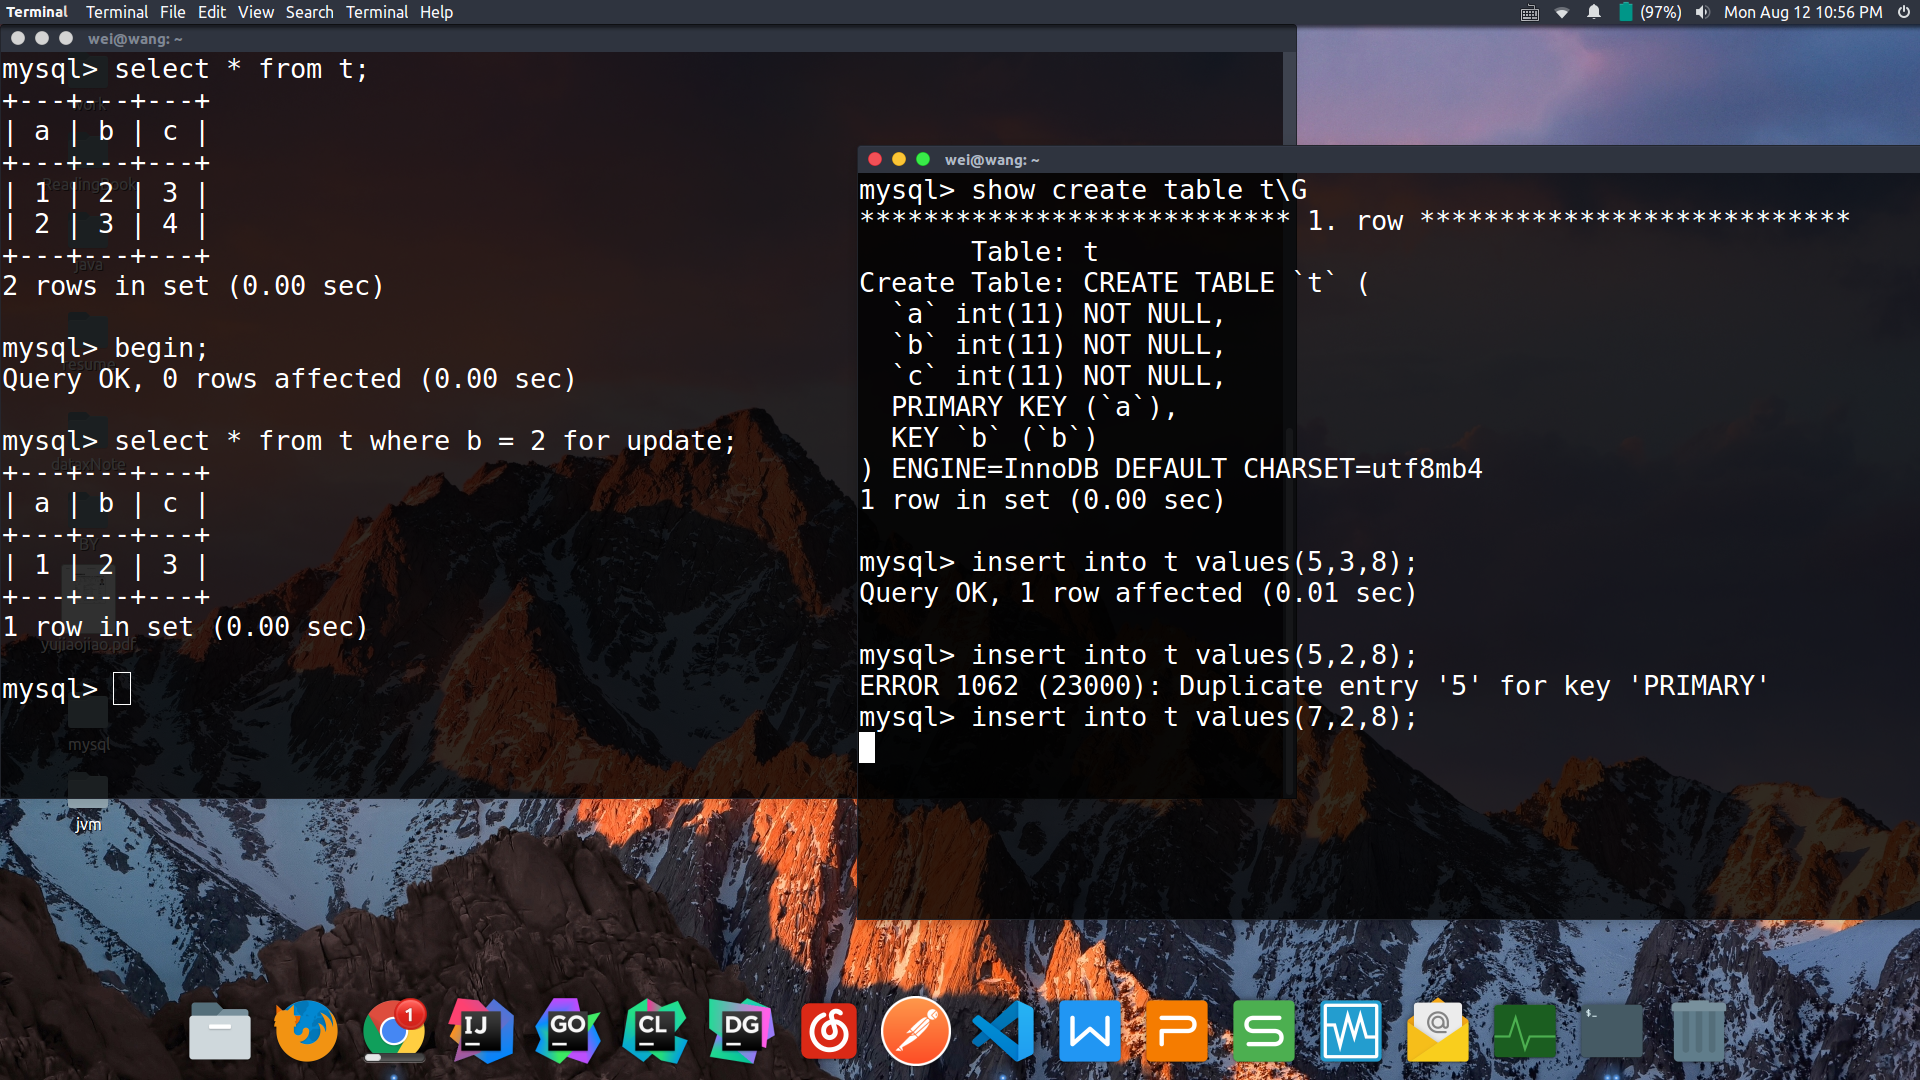 Terminal Terminal File Edit View Search Terminal Help (97%) Mon Aug 12 10:56 PM
wei@wang: ~
mysql> select * from t;
+---+---+---+
| a | b | c |
+---+---+---+
| 1 | 2 | 3 |
| 2 | 3 | 4 |
+---+---+---+
2 rows in set (0.00 sec)
mysql> begin;
Query OK, 0 rows affected (0.00 sec)
mysql> select * from t where b = 2 for update;
+---+---+---+
| a | b | c |
+---+---+---+
| 1 | 2 | 3 |
+---+---+---+
1 row in set (0.00 sec)
mysql>
work
ReadingBook
java
resume
dataxNote
BY
yujiaojiao.pdf
mysql
jvm
wei@wang: ~
mysql> show create table t\G
*************************** 1. row ***************************
Table: t
Create Table: CREATE TABLE `t` (
`a` int(11) NOT NULL,
`b` int(11) NOT NULL,
`c` int(11) NOT NULL,
PRIMARY KEY (`a`),
KEY `b` (`b`)
) ENGINE=InnoDB DEFAULT CHARSET=utf8mb4
1 row in set (0.00 sec)
mysql> insert into t values(5,3,8);
Query OK, 1 row affected (0.01 sec)
mysql> insert into t values(5,2,8);
ERROR 1062 (23000): Duplicate entry '5' for key 'PRIMARY'
mysql> insert into t values(7,2,8);
1
IJ
GO
CL
DG
W
P
S
@
$_